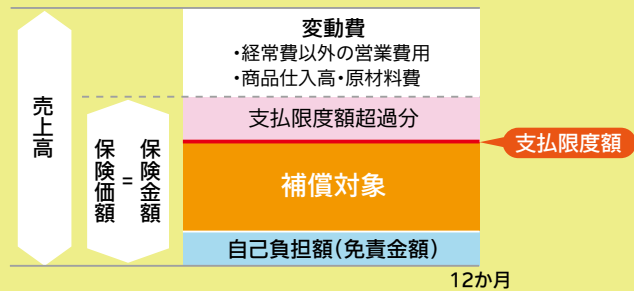 変動費
・経常費以外の営業費用
・商品仕入高・原材料費
売上高
保険価額
=
保険金額
支払限度額超過分
支払限度額
補償対象
自己負担額(免責金額)
12か月